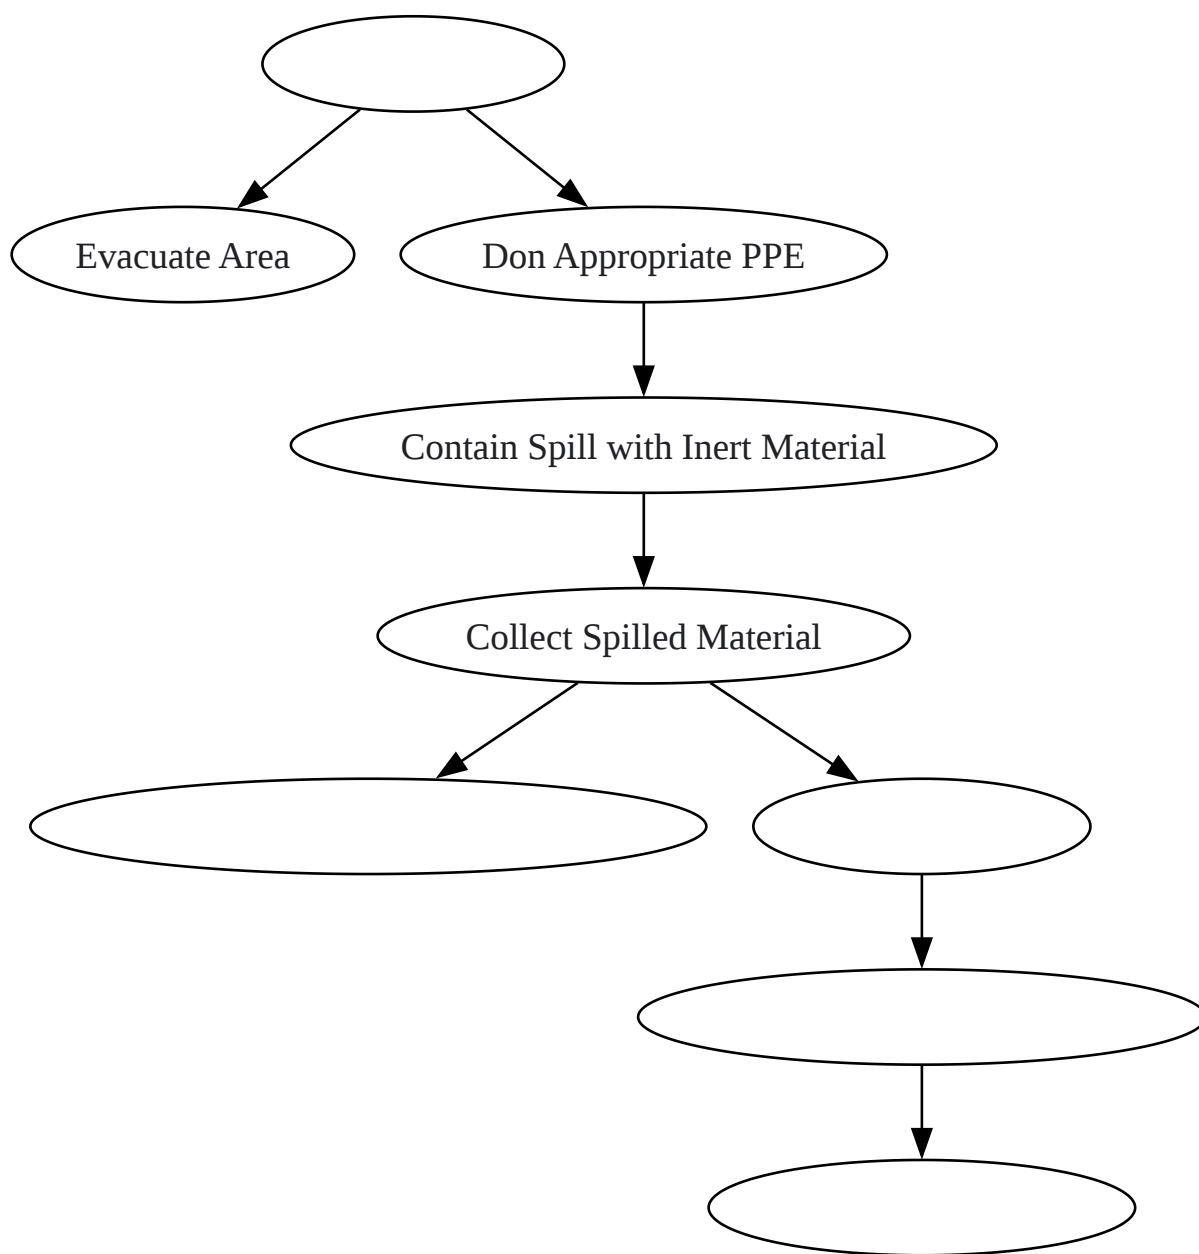 Evacuate Area
Don Appropriate PPE
Contain Spill with Inert Material
Collect Spilled Material